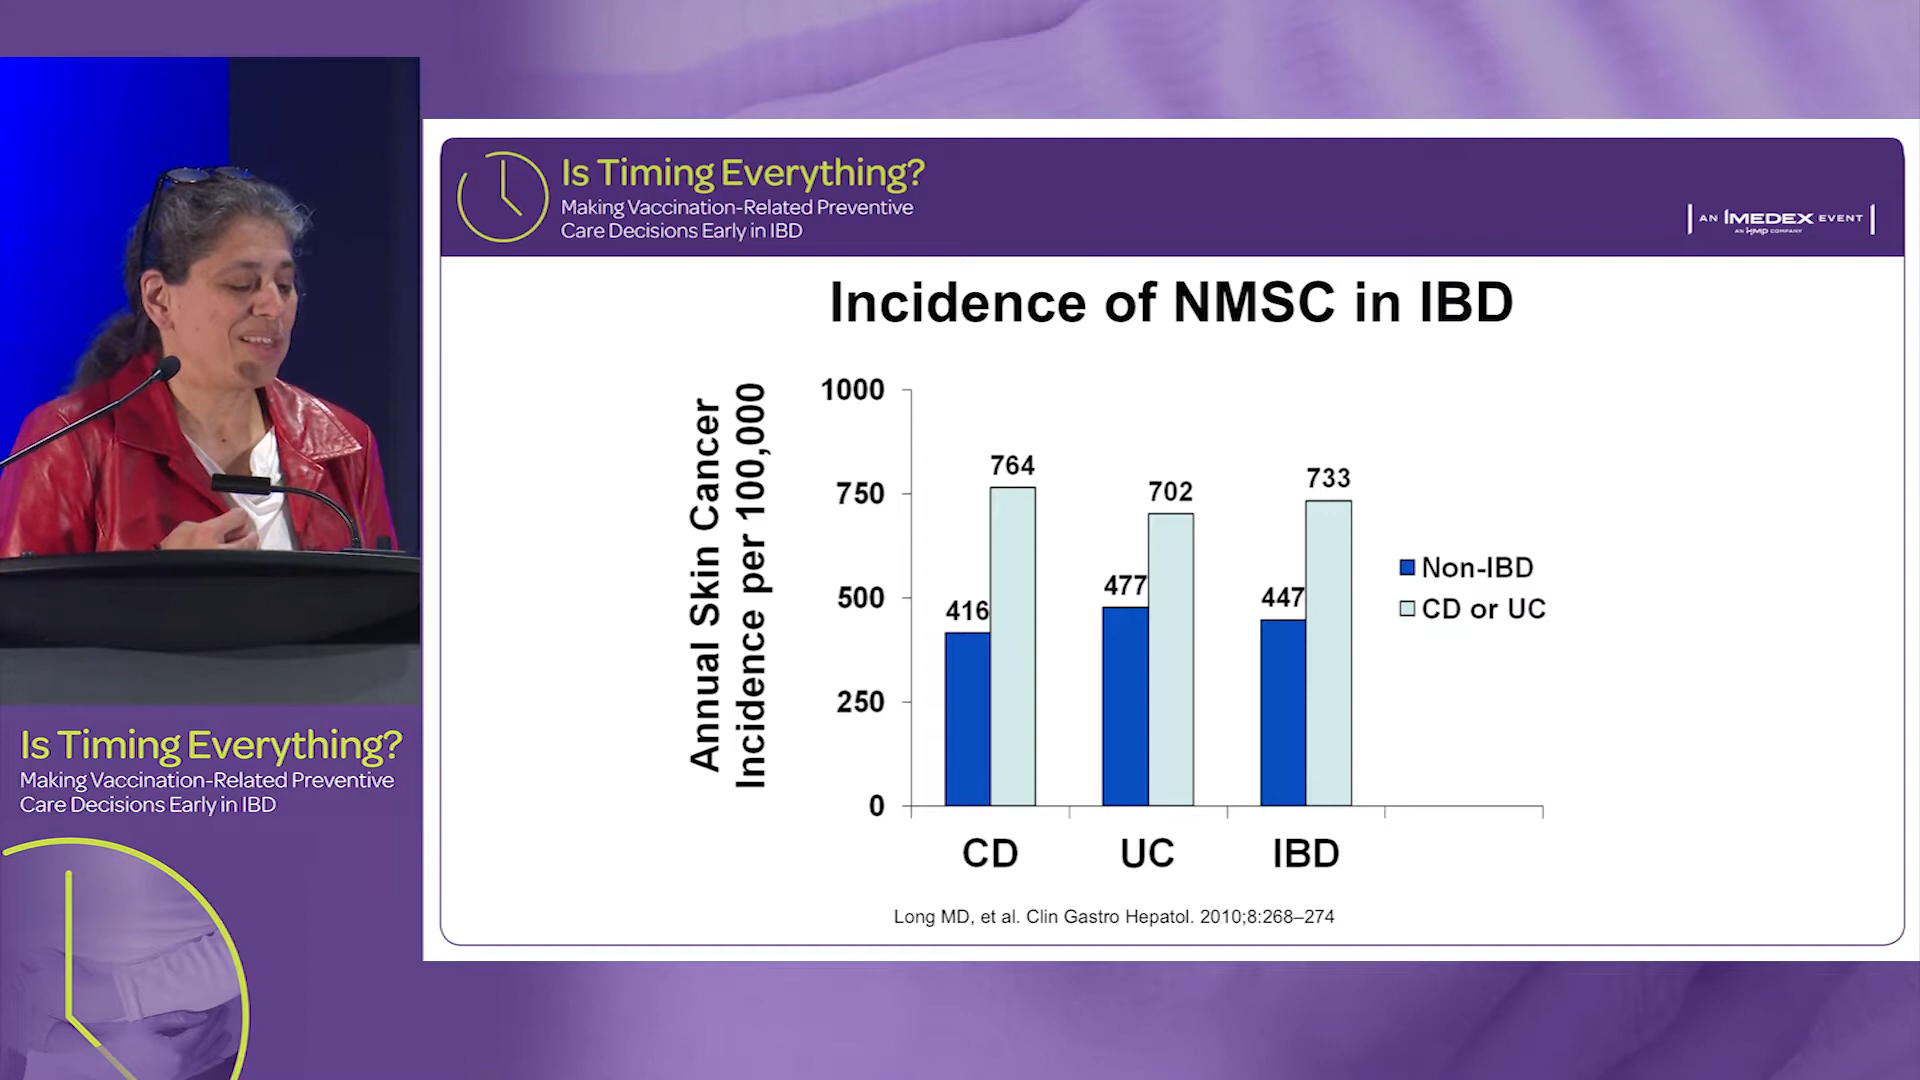 Is Timing Everything?
Making Vaccination-Related Preventive
Care Decisions Early in IBD
AN IMEDEX EVENT
AN HMP COMPANY
Incidence of NMSC in IBD
Annual Skin Cancer
Incidence per 100,000
1000
750
500
250
0
416
764
477
702
447
733
CD
UC
IBD
Non-IBD
CD or UC
Long MD, et al. Clin Gastro Hepatol. 2010;8:268–274
Is Timing Everything?
Making Vaccination-Related Preventive
Care Decisions Early in IBD